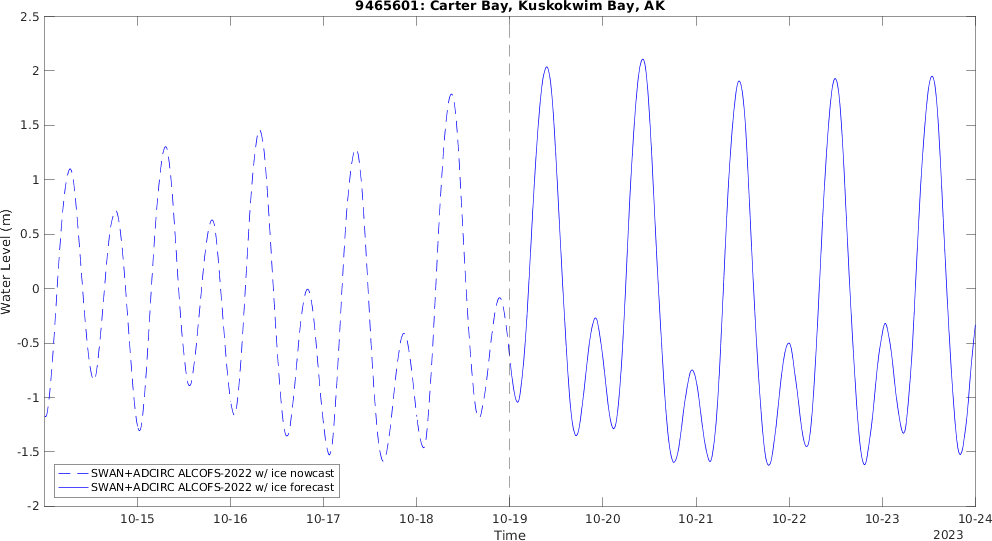 9465601: Carter Bay, Kuskokwim Bay, AK
2.5
2
1.5
1
0.5
0
-0.5
-1
-1.5
-2
Water Level (m)
SWAN+ADCIRC ALCOFS-2022 w/ ice nowcast
SWAN+ADCIRC ALCOFS-2022 w/ ice forecast
10-15 10-16 10-17 10-18 10-19 10-20 10-21 10-22 10-23 10-24
Time
2023